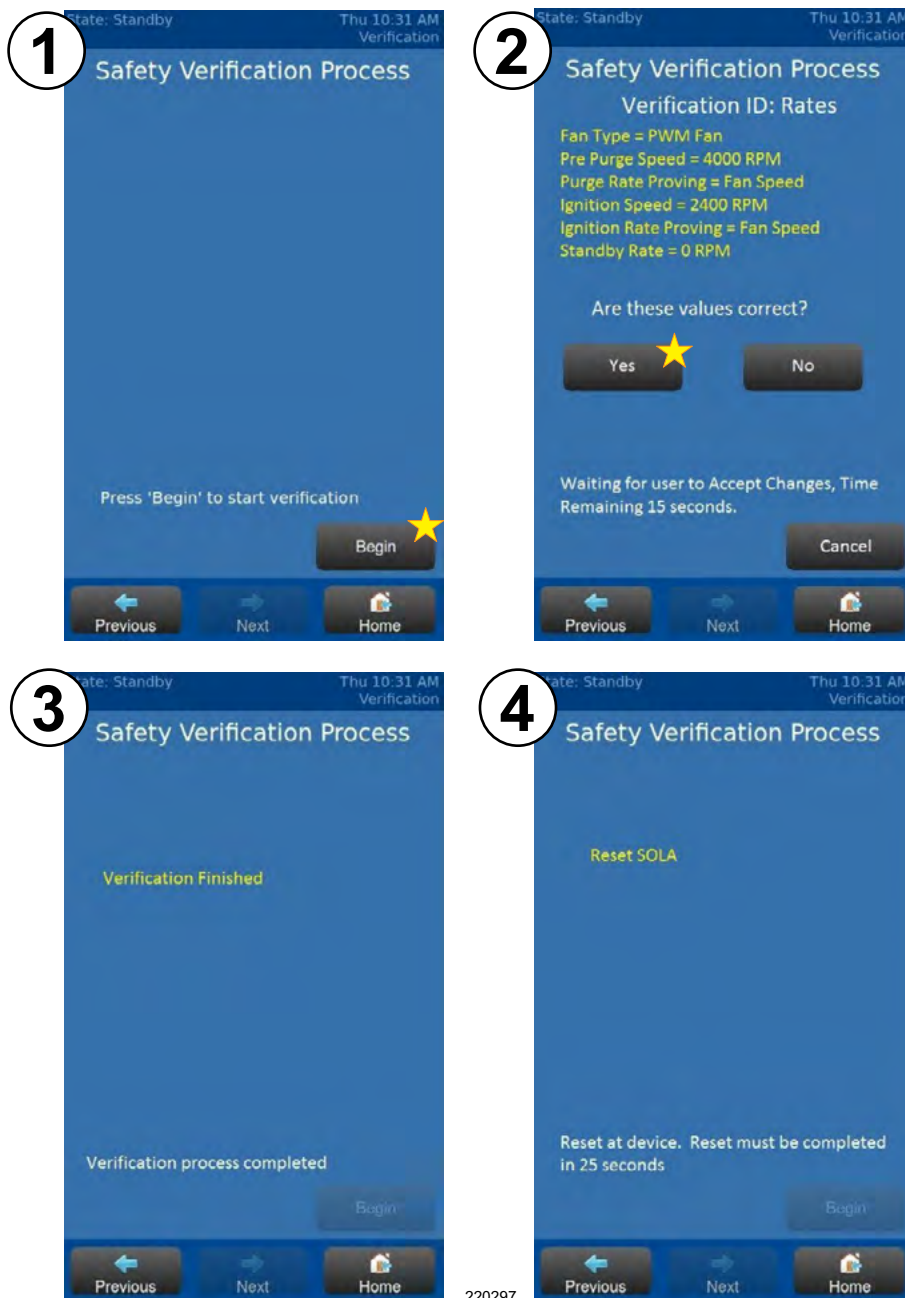 1
State: Standby
Thu 10:31 AM
Verification
Safety Verification Process
Press 'Begin' to start verification
Begin
Previous
Next
Home
2
State: Standby
Thu 10:31 AM
Verification
Safety Verification Process
Verification ID: Rates
Fan Type = PWM Fan
Pre Purge Speed = 4000 RPM
Purge Rate Proving = Fan Speed
Ignition Speed = 2400 RPM
Ignition Rate Proving = Fan Speed
Standby Rate = 0 RPM
Are these values correct?
Yes
No
Waiting for user to Accept Changes, Time
Remaining 15 seconds.
Cancel
Previous
Next
Home
3
State: Standby
Thu 10:31 AM
Verification
Safety Verification Process
Verification Finished
Verification process completed
Begin
Previous
Next
Home
4
State: Standby
Thu 10:31 AM
Verification
Safety Verification Process
Reset SOLA
Reset at device. Reset must be completed
in 25 seconds
Begin
Previous
Next
Home
220297